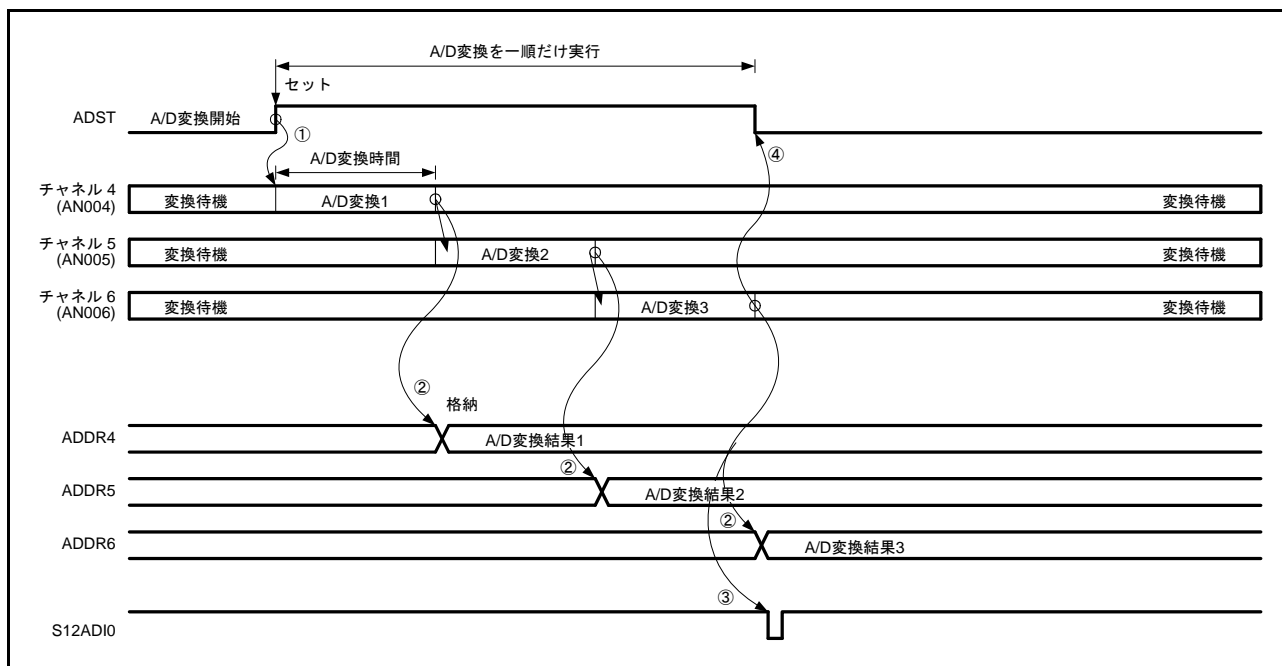 A/D変換を一順だけ実行
セット
ADST
A/D変換開始
①
④
A/D変換時間
チャネル 4
(AN004)
変換待機
A/D変換1
変換待機
チャネル 5
(AN005)
変換待機
A/D変換2
変換待機
チャネル 6
(AN006)
変換待機
A/D変換3
変換待機
②
格納
ADDR4
A/D変換結果1
②
ADDR5
A/D変換結果2
②
ADDR6
A/D変換結果3
③
S12ADI0